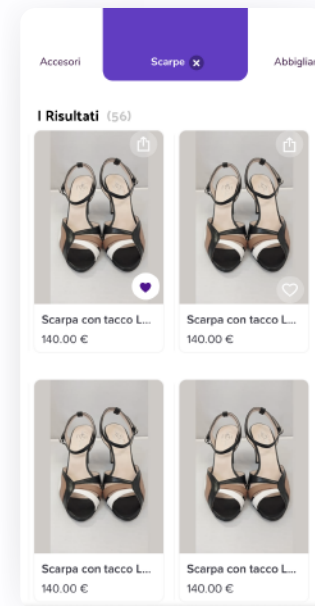 Accesori Scarpe x Abbiglia
I Risultati (56)
Scarpa con tacco L... Scarpa con tacco L...
140.00 € 140.00 €
Scarpa con tacco L... Scarpa con tacco L...
140.00 € 140.00 €